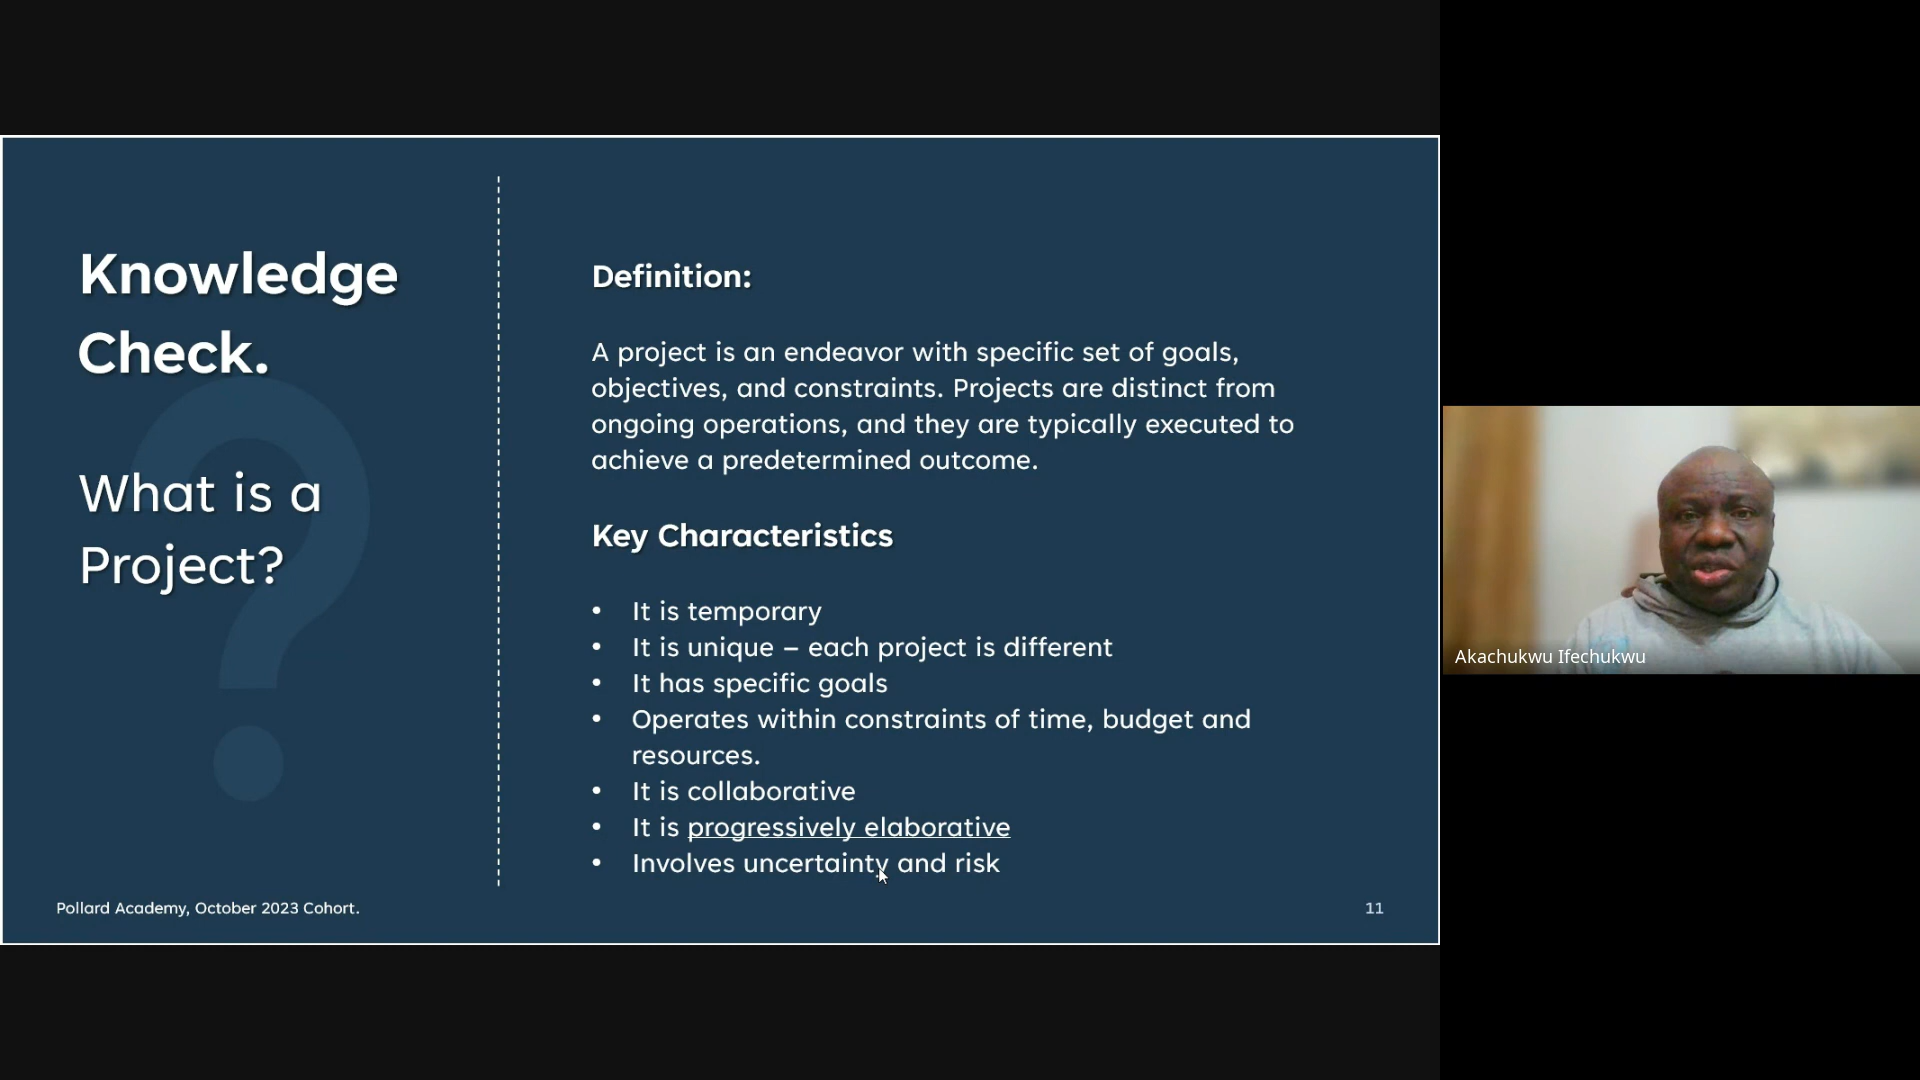 Knowledge
Check.
What is a
Project?
Definition:
A project is an endeavor with specific set of goals,
objectives, and constraints. Projects are distinct from
ongoing operations, and they are typically executed to
achieve a predetermined outcome.
Key Characteristics
• It is temporary
• It is unique – each project is different
• It has specific goals
• Operates within constraints of time, budget and
resources.
• It is collaborative
• It is progressively elaborative
• Involves uncertainty and risk
Pollard Academy, October 2023 Cohort.
11
Akachukwu Ifechukwu